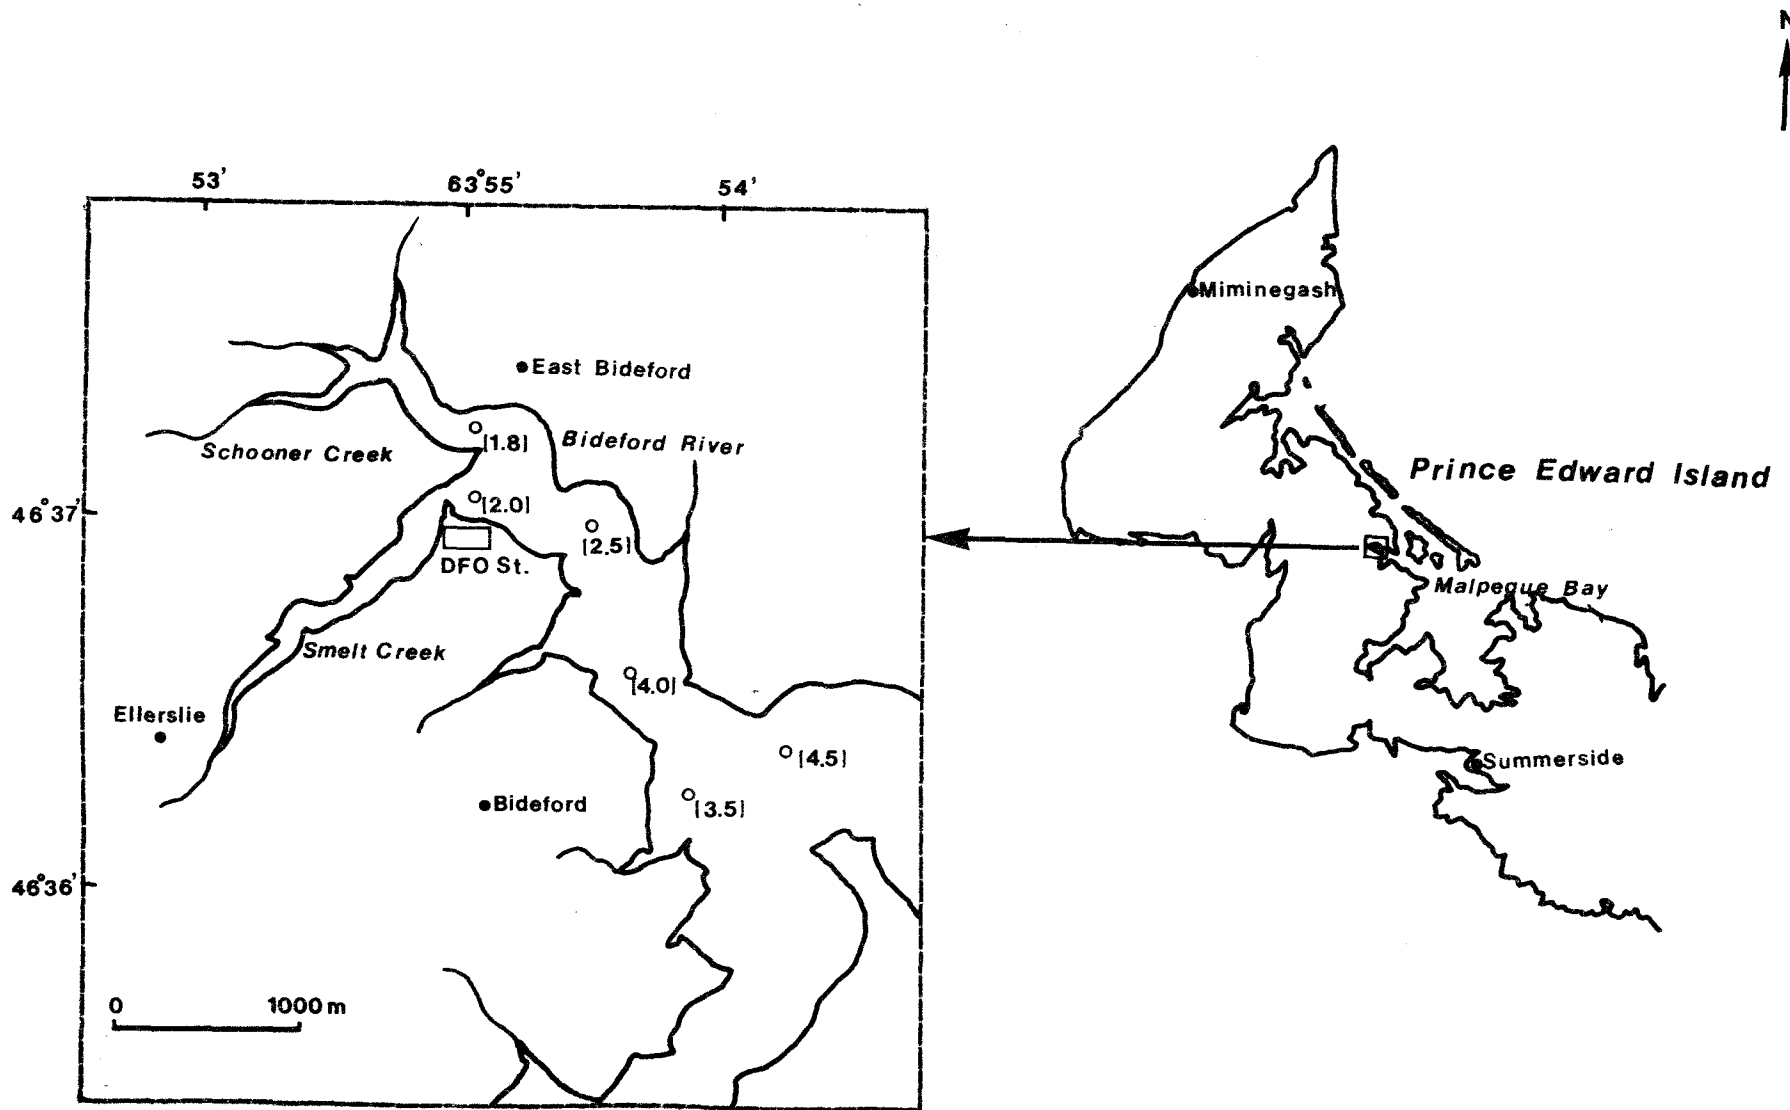 N
53'
63°55'
54'
Miminegash
East Bideford
[1.8]
Bideford River
Schooner Creek
Prince Edward Island
46°37'
[2.0]
[2.5]
DFO St.
Malpeque Bay
Smelt Creek
[4.0]
Ellerslie
[4.5]
Summerside
Bideford
[3.5]
46°36'
0 1000 m